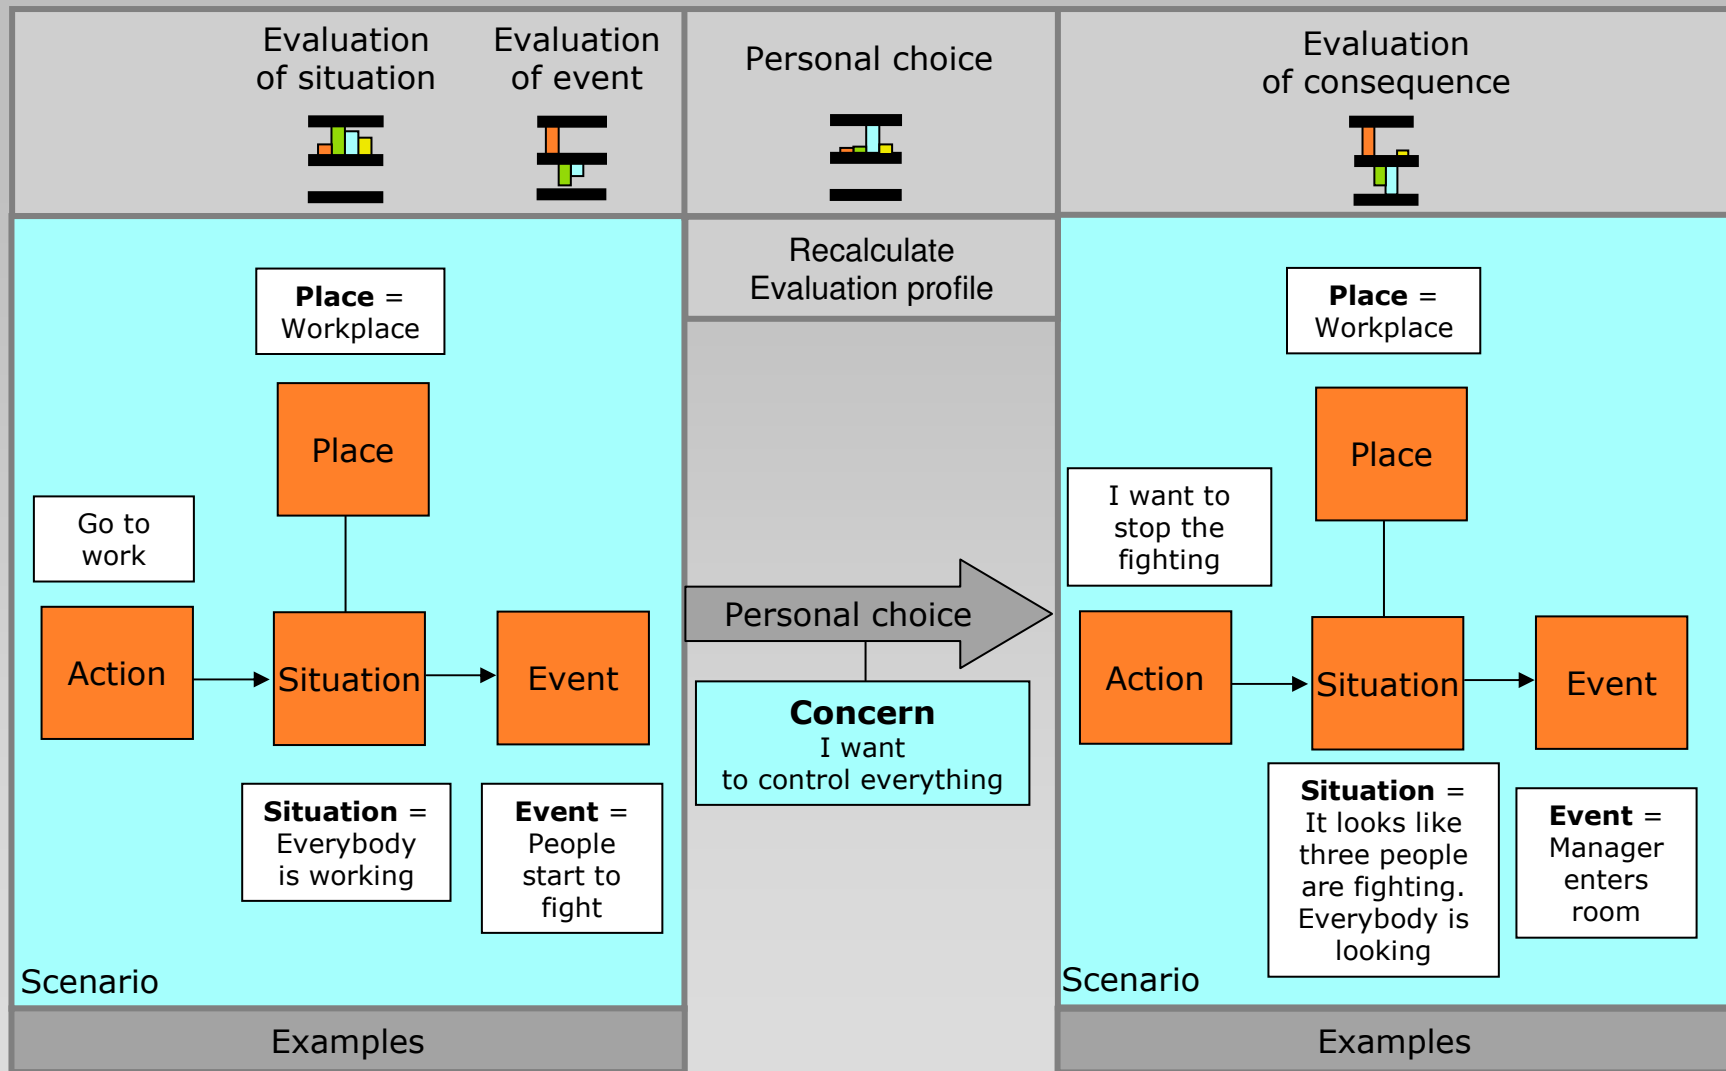 Evaluation
of situation
Evaluation
of event
Personal choice
Evaluation
of consequence
Recalculate
Evaluation profile
Place =
Workplace
Place
Go to
work
Action
Situation
Event
Situation =
Everybody
is working
Event =
People
start to
fight
Scenario
Examples
Personal choice
Concern
I want
to control everything
Place =
Workplace
Place
I want to
stop the
fighting
Action
Situation
Event
Situation =
It looks like
three people
are fighting.
Everybody is
looking
Event =
Manager
enters
room
Scenario
Examples